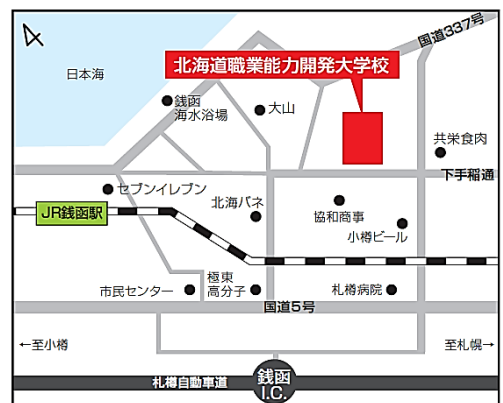 国道337号
日本海
北海道職業能力開発大学校
銭函
海水浴場
大山
共栄食肉
下手稲通
セブンイレブン
JR銭函駅
北海バネ
協和商事
小樽ビール
市民センター
極東
高分子
札樽病院
国道5号
←至小樽
至札幌→
札樽自動車道
銭函
I.C.